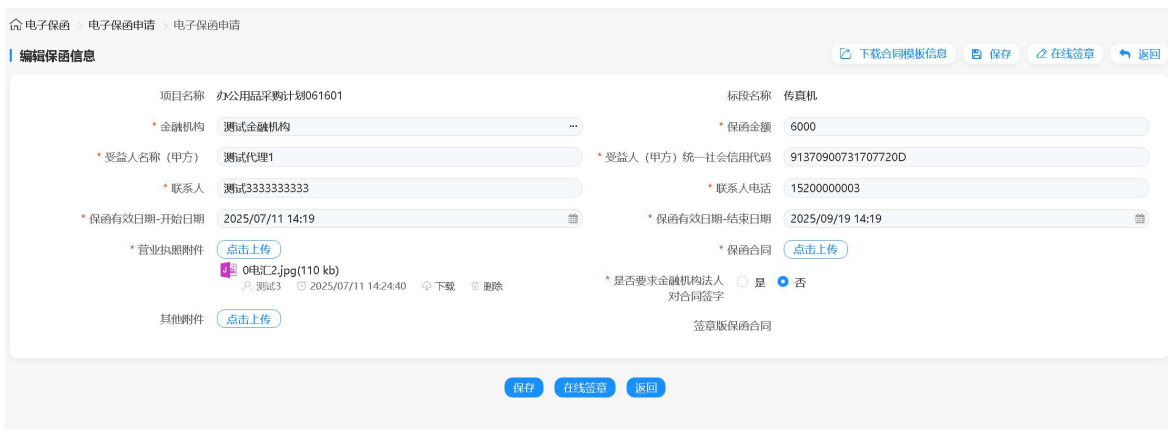 电子保函 > 电子保函申请 > 电子保函申请
编辑保函信息
下载合同模板信息 保存 在线签章 返回
项目名称 办公用品采购计划061601 标段名称 传真机
* 金融机构 测试金融机构 ... * 保函金额 6000
* 受益人名称（甲方） 测试代理1 * 受益人（甲方）统一社会信用代码 91370900731707720D
* 联系人 测试3333333333 * 联系人电话 15200000003
* 保函有效日期-开始日期 2025/07/11 14:19 * 保函有效日期-结束日期 2025/09/19 14:19
* 营业执照附件 点击上传 * 保函合同 点击上传
0电汇2.jpg(110 kb)
测试3 2025/07/11 14:24:40 下载 删除
* 是否要求金融机构法人 是 否
对合同签字
其他附件 点击上传
签章版保函合同
保存 在线签章 返回